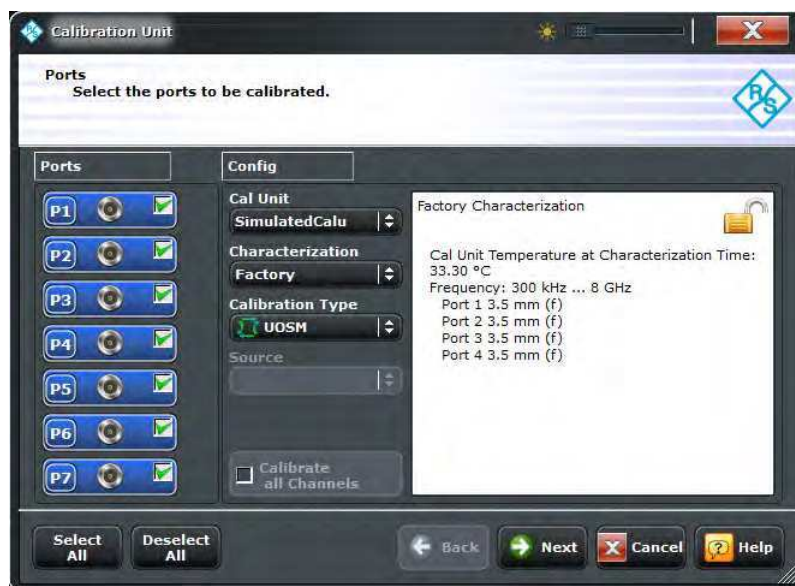 Calibration Unit
X
Ports
Select the ports to be calibrated.
R/S
Ports
P1
P2
P3
P4
P5
P6
P7
Config
Cal Unit
SimulatedCalu
Characterization
Factory
Calibration Type
UOSM
Source
Calibrate
all Channels
Factory Characterization
Cal Unit Temperature at Characterization Time:
33.30 °C
Frequency: 300 kHz ... 8 GHz
Port 1 3.5 mm (f)
Port 2 3.5 mm (f)
Port 3 3.5 mm (f)
Port 4 3.5 mm (f)
Select
All
Deselect
All
Back
Next
X Cancel
? Help